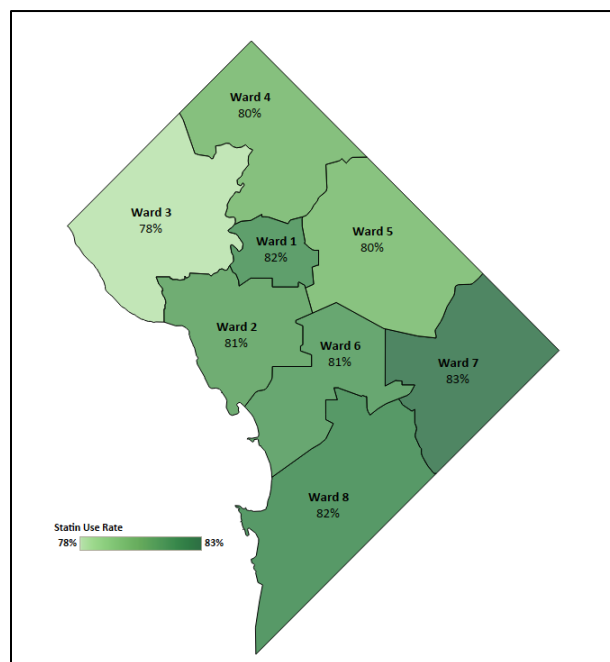 Ward 4
80%
Ward 3
78%
Ward 5
80%
Ward 1
82%
Ward 2
81%
Ward 6
81%
Ward 7
83%
Ward 8
82%
Statin Use Rate
78% 83%